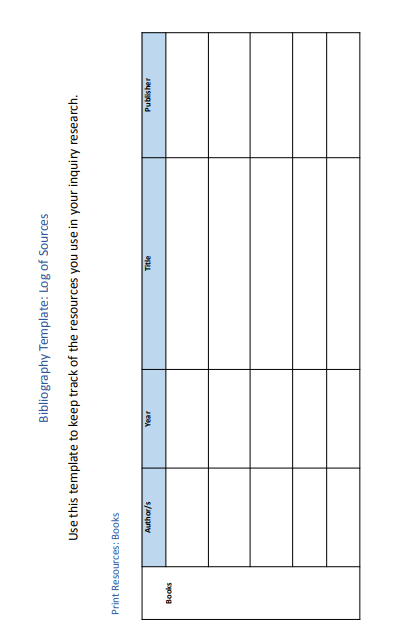 Bibliography Template: Log of Sources
Use this template to keep track of the resources you use in your inquiry research.
Print Resources: Books
Author/s Year Title Publisher
Books